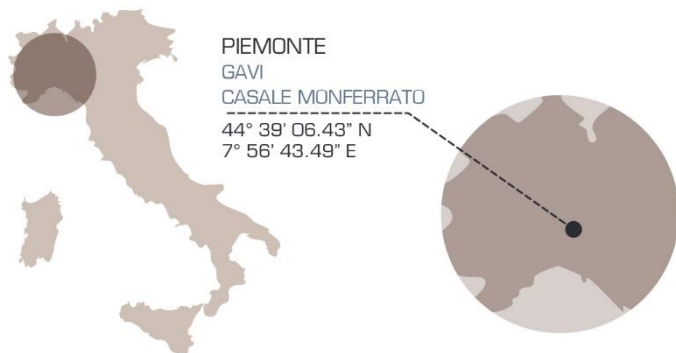 PIEMONTE
GAVI
CASALE MONFERRATO
44° 39’ 06.43” N
7° 56’ 43.49” E